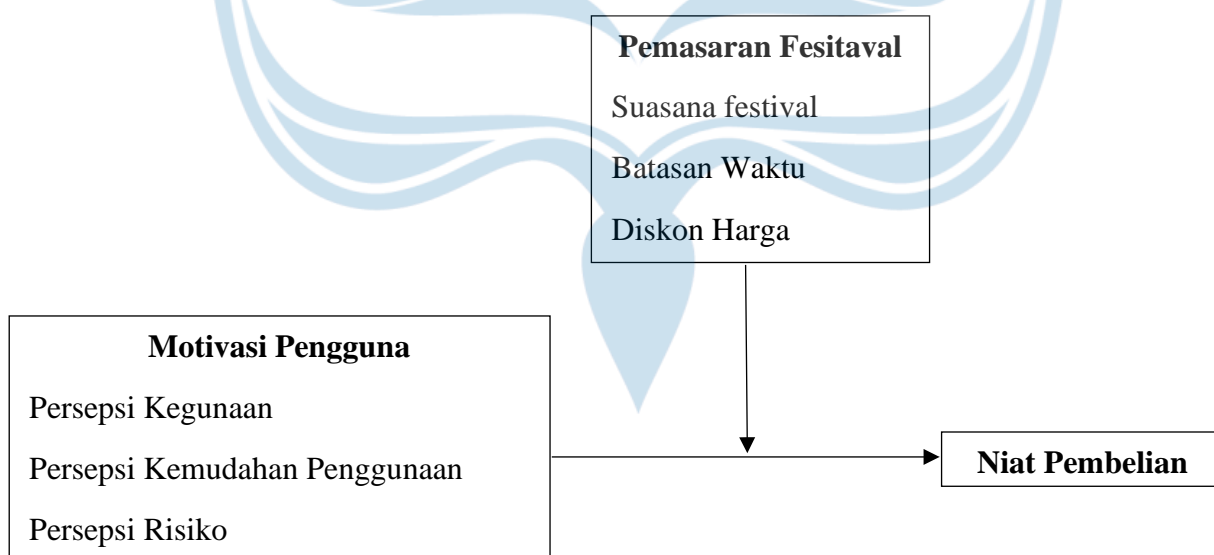 Pemasaran Fesitaval
Suasana festival
Batasan Waktu
Diskon Harga
Motivasi Pengguna
Persepsi Kegunaan
Persepsi Kemudahan Penggunaan
Persepsi Risiko
Niat Pembelian